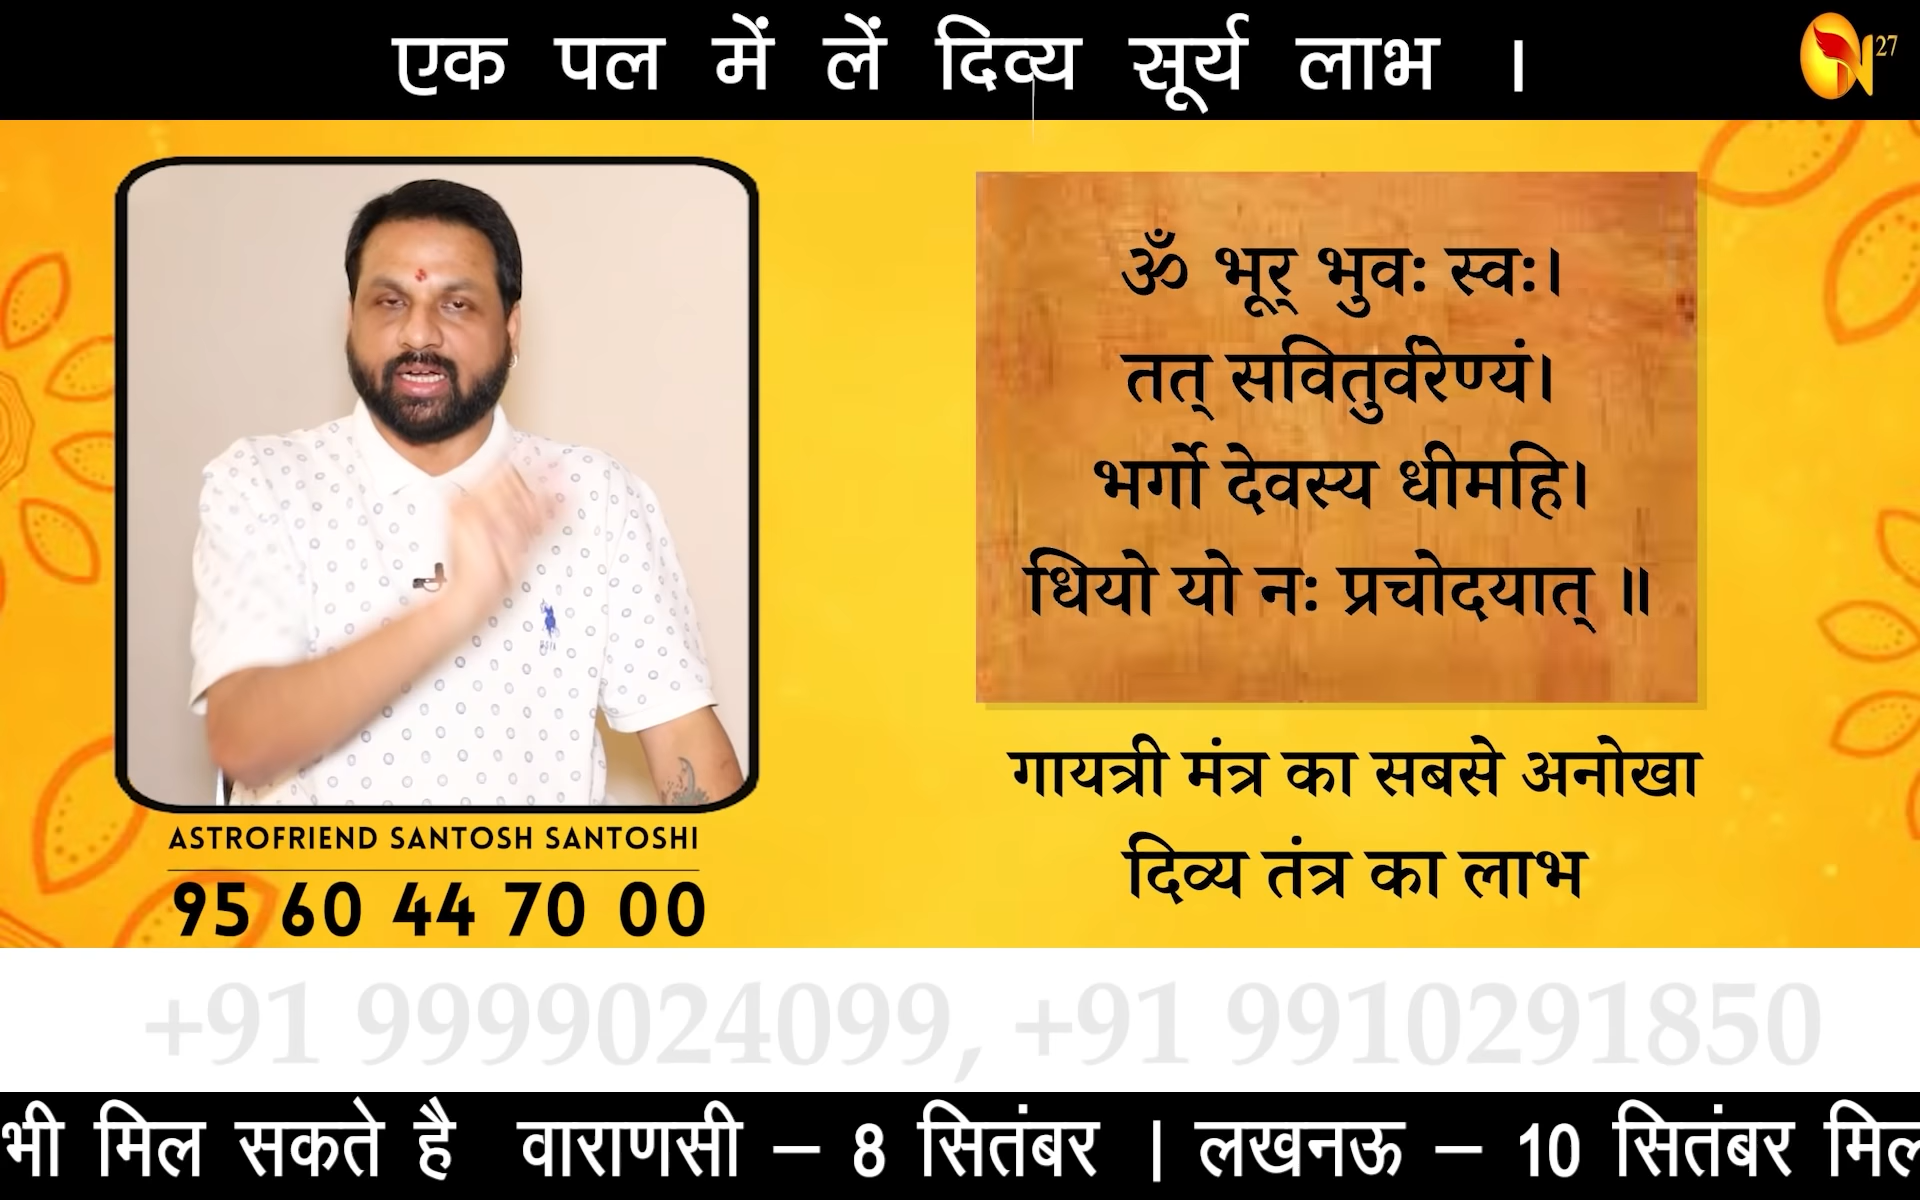 एक पल में लें दिव्य सूर्य लाभ ।
27
ॐ भूर् भुवः स्वः।
तत् सवितुर्वरेण्यं।
भर्गो देवस्य धीमहि।
धियो यो नः प्रचोदयात् ॥
गायत्री मंत्र का सबसे अनोखा
दिव्य तंत्र का लाभ
ASTROFRIEND SANTOSH SANTOSHI
95 60 44 70 00
+91 9999024099, +91 9910291850
भी मिल सकते है वाराणसी – 8 सितंबर | लखनऊ – 10 सितंबर